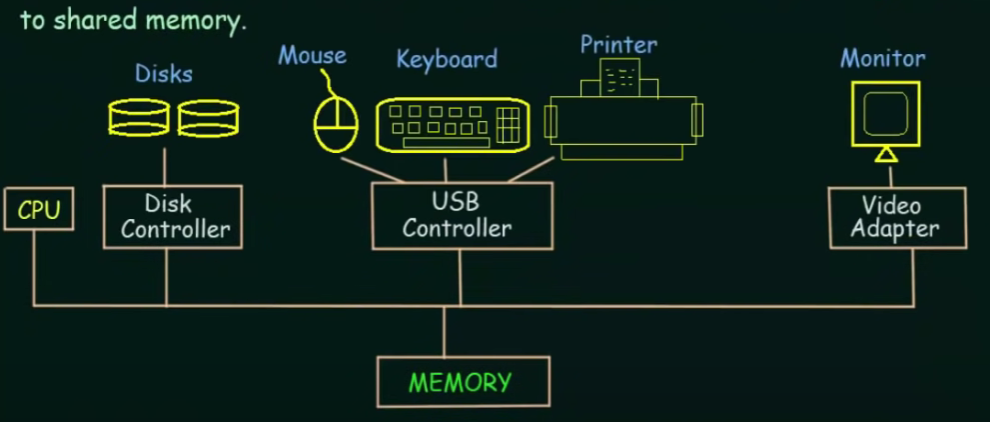 to shared memory.
Disks
Mouse
Keyboard
Printer
Monitor
CPU
Disk
Controller
USB
Controller
Video
Adapter
MEMORY